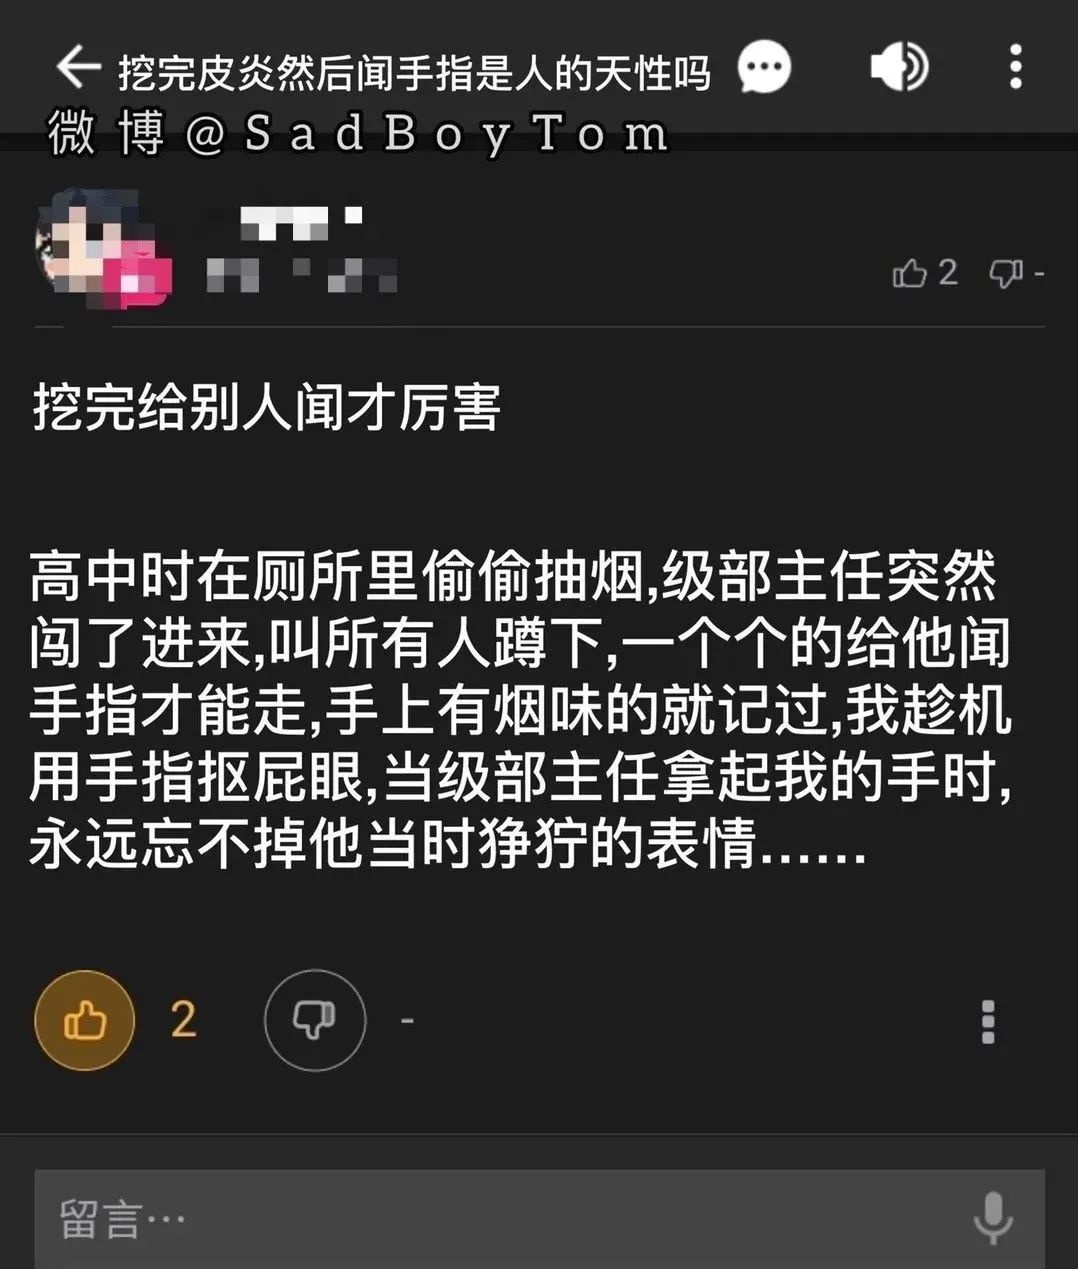 挖完皮炎然后闻手指是人的天性吗
微博@SadBoyTom
2 -
挖完给别人闻才厉害
高中时在厕所里偷偷抽烟,级部主任突然
闯了进来,叫所有人蹲下,一个个的给他闻
手指才能走,手上有烟味的就记过,我趁机
用手指抠屁眼,当级部主任拿起我的手时,
永远忘不掉他当时狰狞的表情......
2 -
留言···